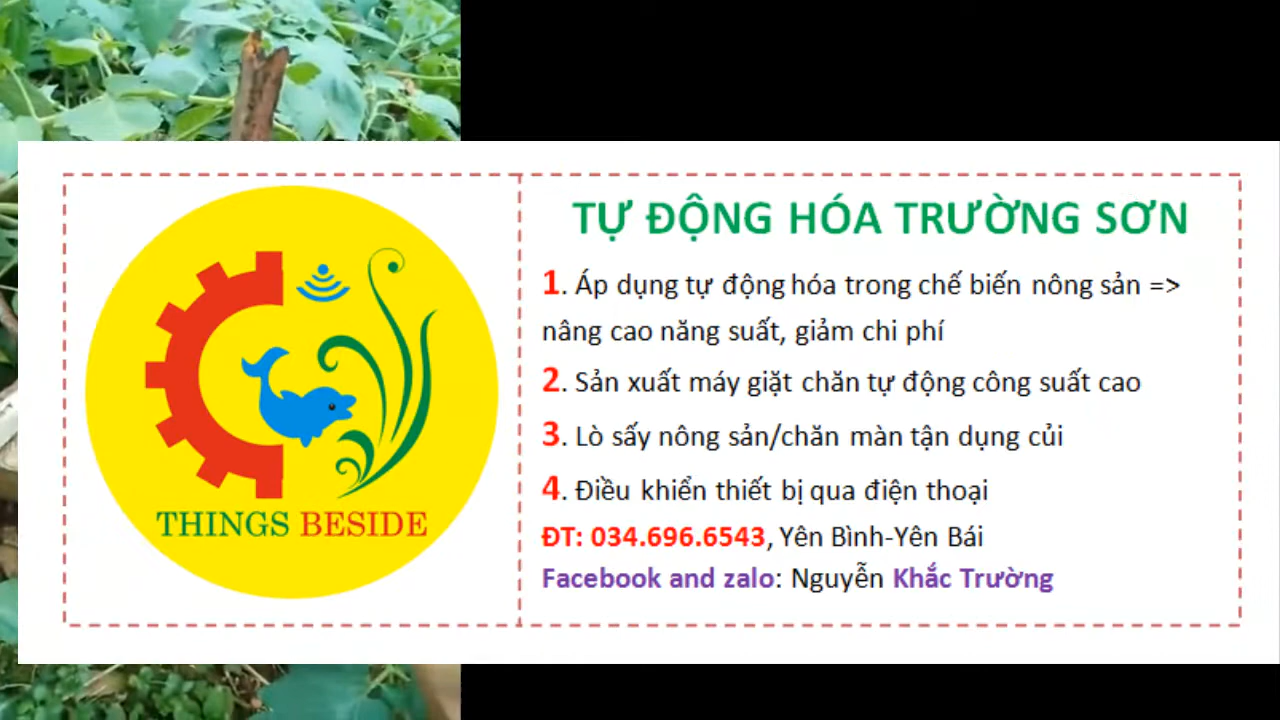 THINGS BESIDE
TỰ ĐỘNG HÓA TRƯỜNG SƠN
1. Áp dụng tự động hóa trong chế biến nông sản =>
nâng cao năng suất, giảm chi phí
2. Sản xuất máy giặt chăn tự động công suất cao
3. Lò sấy nông sản/chăn màn tận dụng củi
4. Điều khiển thiết bị qua điện thoại
ĐT: 034.696.6543, Yên Bình-Yên Bái
Facebook and zalo: Nguyễn Khắc Trường